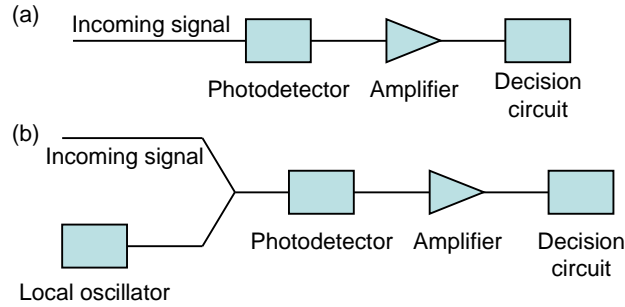 (a)
Incoming signal
Photodetector
Amplifier
Decision
circuit
(b)
Incoming signal
Photodetector
Amplifier
Decision
circuit
Local oscillator